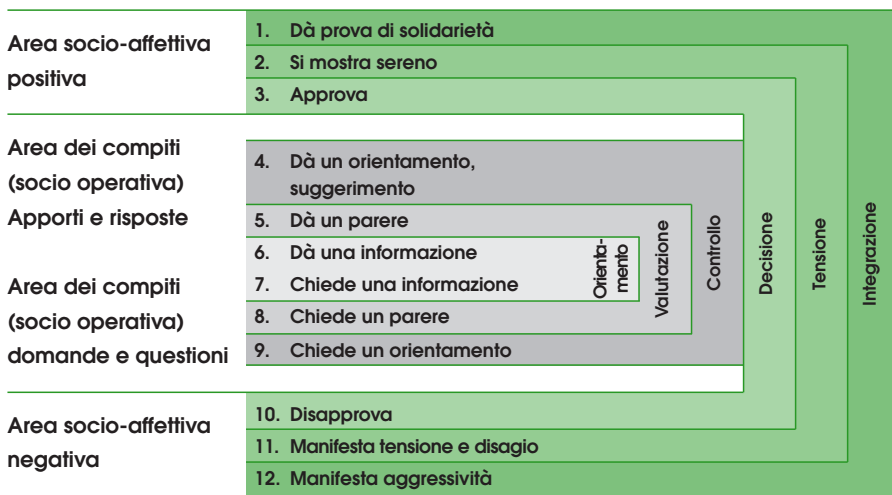 Area socio-affettiva
positiva
1. Dà prova di solidarietà
2. Si mostra sereno
3. Approva
Area dei compiti
(socio operativa)
Apporti e risposte
4. Dà un orientamento,
suggerimento
5. Dà un parere
6. Dà una informazione
Area dei compiti
(socio operativa)
domande e questioni
7. Chiede una informazione
8. Chiede un parere
9. Chiede un orientamento
Area socio-affettiva
negativa
10. Disapprova
11. Manifesta tensione e disagio
12. Manifesta aggressività
Orienta-
mento
Valutazione
Controllo
Decisione
Tensione
Integrazione